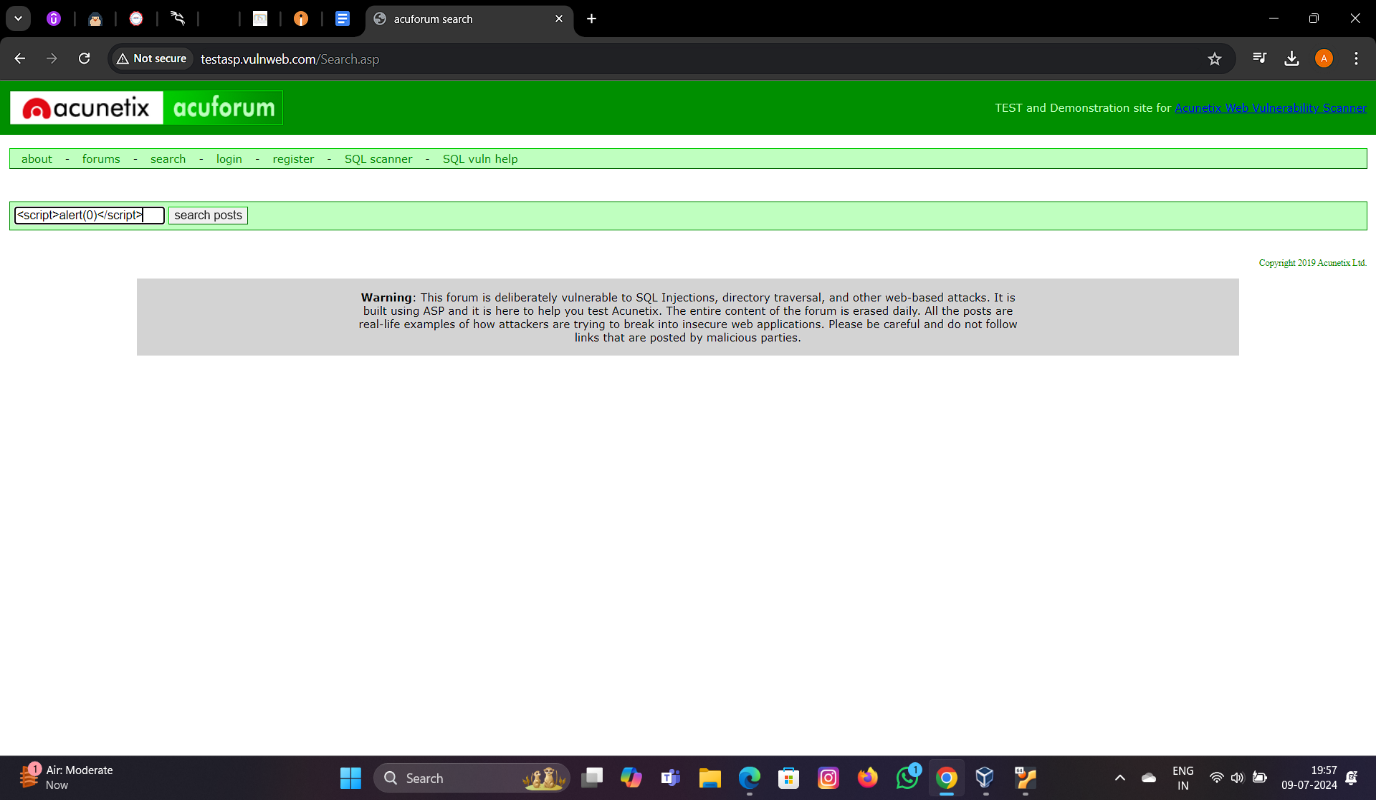 acuforum search
Not secure
testasp.vulnweb.com/Search.asp
A
acunetix acuforum
TEST and Demonstration site for Acunetix Web Vulnerability Scanner
about - forums - search - login - register - SQL scanner - SQL vuln help
<script>alert(0)</script> search posts
Copyright 2019 Acunetix Ltd.
Warning: This forum is deliberately vulnerable to SQL Injections, directory traversal, and other web-based attacks. It is
built using ASP and it is here to help you test Acunetix. The entire content of the forum is erased daily. All the posts are
real-life examples of how attackers are trying to break into insecure web applications. Please be careful and do not follow
links that are posted by malicious parties.
1
Air: Moderate
Now
Search
1
ENG
IN
19:57
09-07-2024